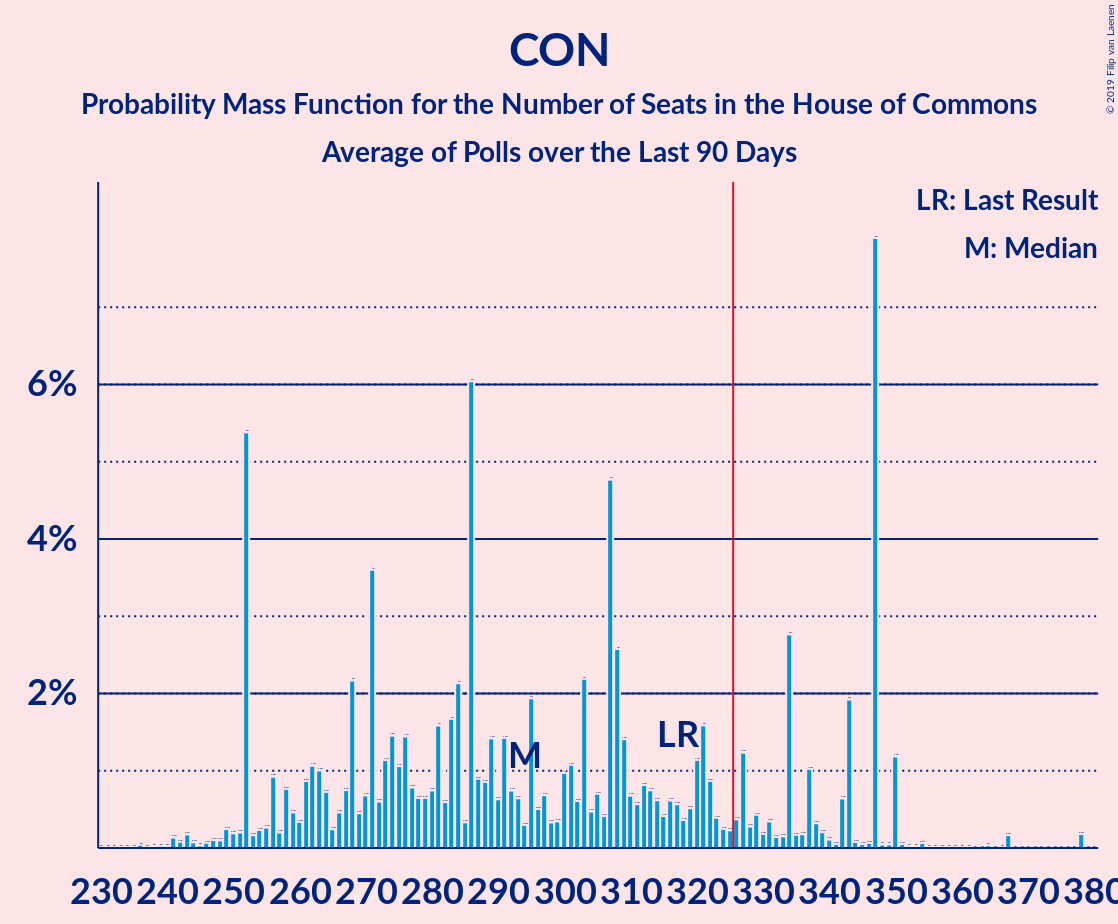 CON
Probability Mass Function for the Number of Seats in the House of Commons
Average of Polls over the Last 90 Days
© 2019 Filip van Laenen
LR: Last Result
M: Median
6%
4%
2%
LR
M
230 240 250 260 270 280 290 300 310 320 330 340 350 360 370 380